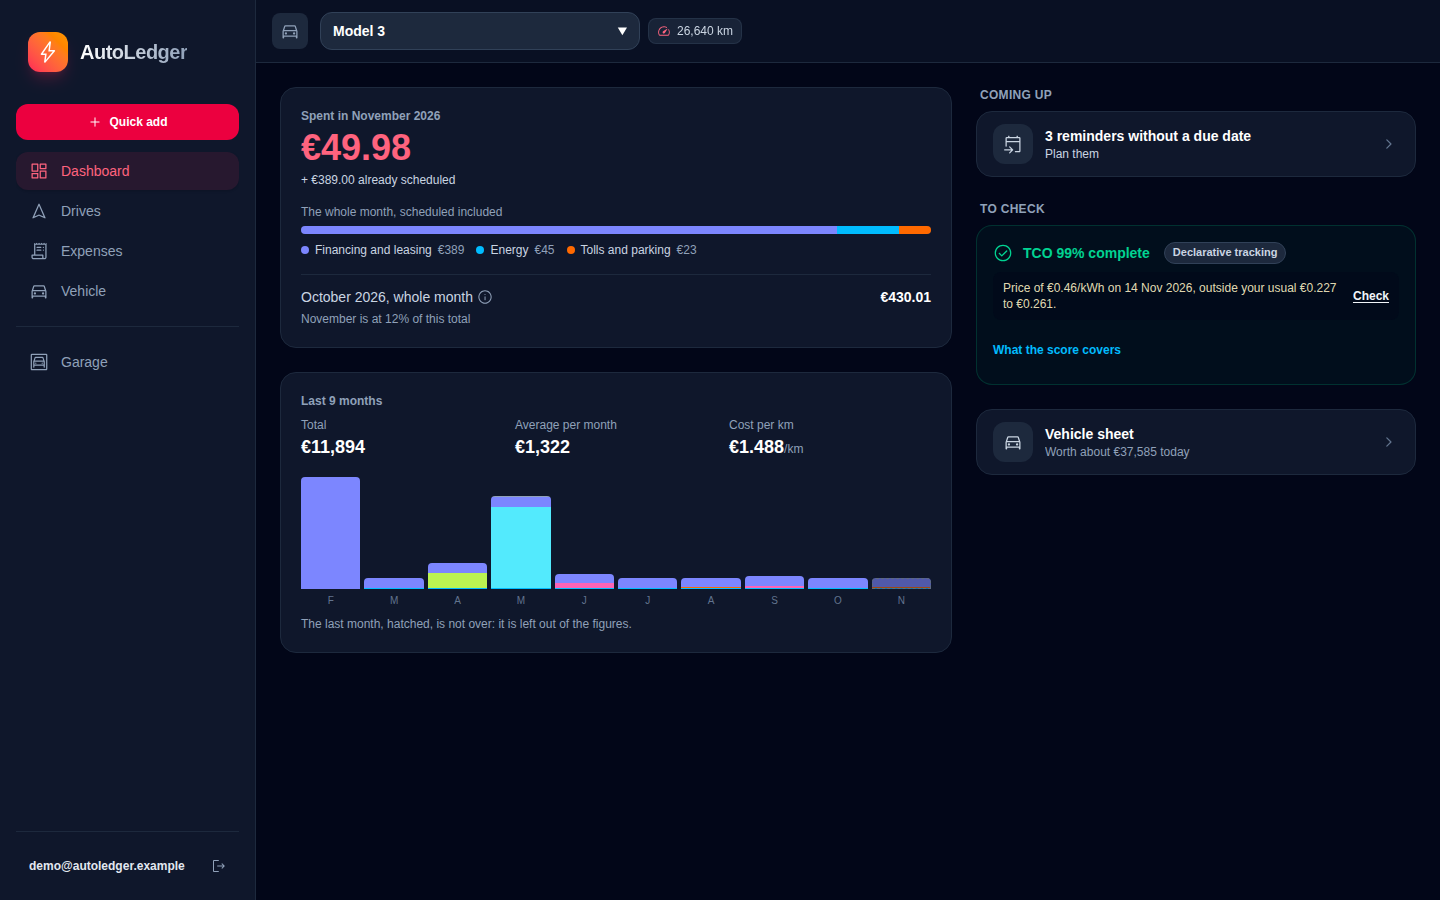 AutoLedger
Quick add
Dashboard
Drives
Expenses
Vehicle
Garage
demo@autoledger.example
Model 3
26,640 km
Spent in November 2026
€49.98
+ €389.00 already scheduled
The whole month, scheduled included
Financing and leasing €389 Energy €45 Tolls and parking €23
October 2026, whole month €430.01
November is at 12% of this total
Last 9 months
Total Average per month Cost per km
€11,894 €1,322 €1.488/km
F M A M J J A S O N
The last month, hatched, is not over: it is left out of the figures.
COMING UP
3 reminders without a due date
Plan them
TO CHECK
TCO 99% complete Declarative tracking
Price of €0.46/kWh on 14 Nov 2026, outside your usual €0.227
to €0.261.
Check
What the score covers
Vehicle sheet
Worth about €37,585 today